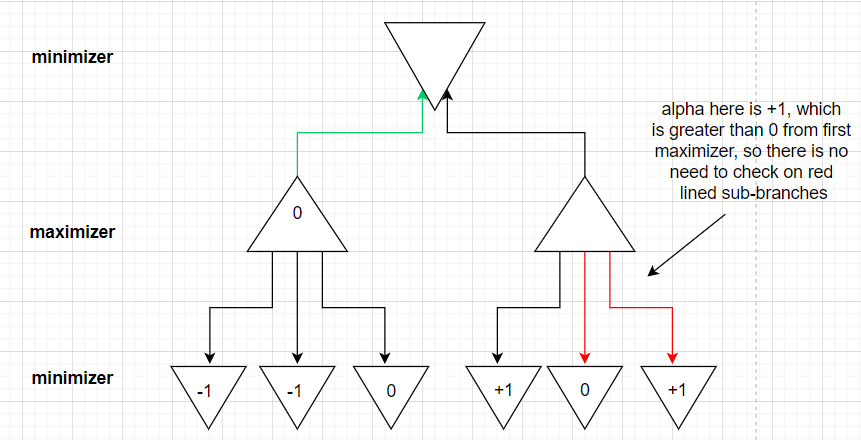 minimizer
alpha here is +1, which
is greater than 0 from first
maximizer, so there is no
need to check on red
lined sub-branches
maximizer
0
minimizer
-1
-1
0
+1
0
+1